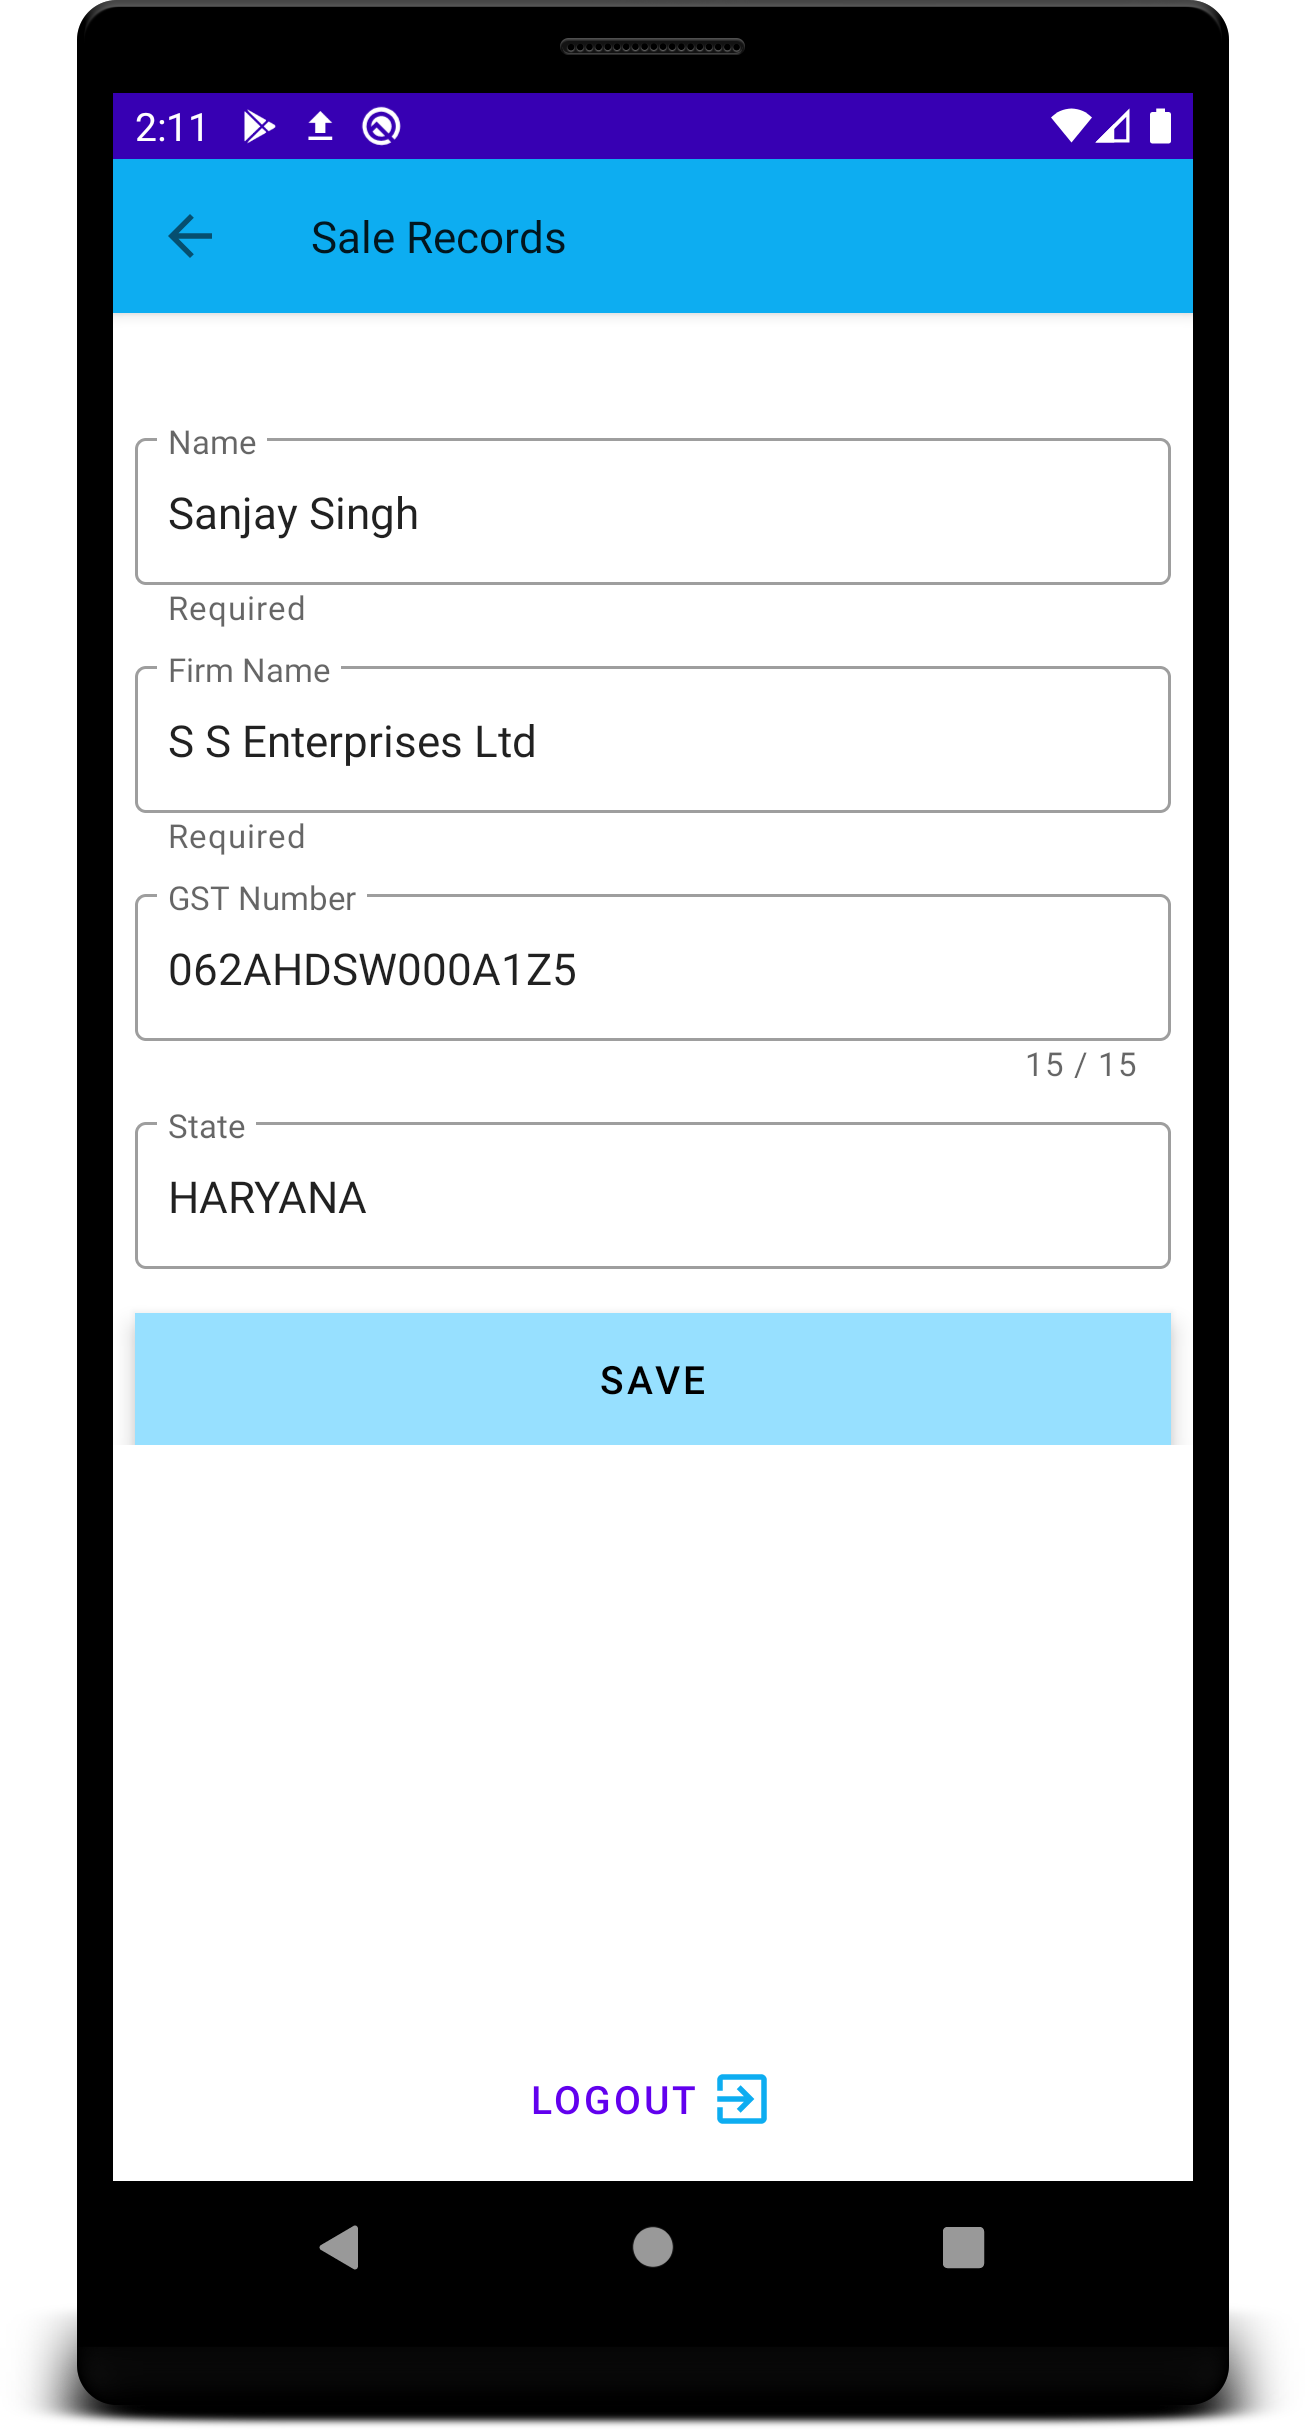 2:11
Sale Records
Name
Sanjay Singh
Required
Firm Name
S S Enterprises Ltd
Required
GST Number
062AHDSW000A1Z5
15 / 15
State
HARYANA
SAVE
LOGOUT